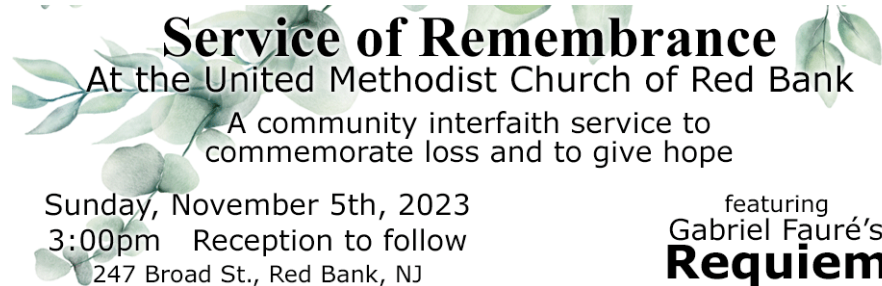 Service of Remembrance
At the United Methodist Church of Red Bank
A community interfaith service to
commemorate loss and to give hope
Sunday, November 5th, 2023
3:00pm Reception to follow
247 Broad St., Red Bank, NJ
featuring
Gabriel Fauré's
Requiem